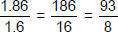 1.86/1.6 = 186/16 = 93/8